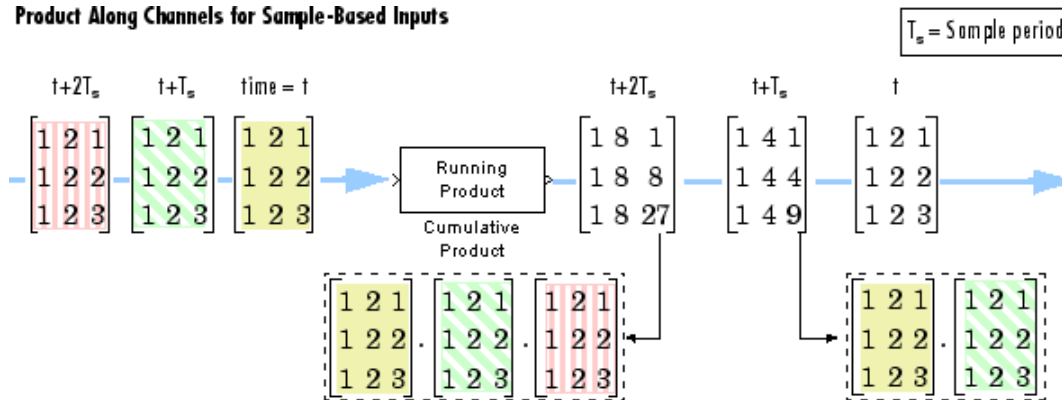 Product Along Channels for Sample-Based Inputs
Tₛ = Sample period
t+2Tₛ t+Tₛ time = t t+2Tₛ t+Tₛ t
1 2 1 1 2 1 1 2 1 1 8 1 1 4 1 1 2 1
1 2 2 1 2 2 1 2 2 Running 1 8 8 1 4 4 1 2 2
Product
1 2 3 1 2 3 1 2 3 1 8 27 1 4 9 1 2 3
Cumulative
Product
1 2 1 1 2 1 1 2 1 1 2 1 1 2 1
1 2 2 . 1 2 2 . 1 2 2 1 2 2 . 1 2 2
1 2 3 1 2 3 1 2 3 1 2 3 1 2 3